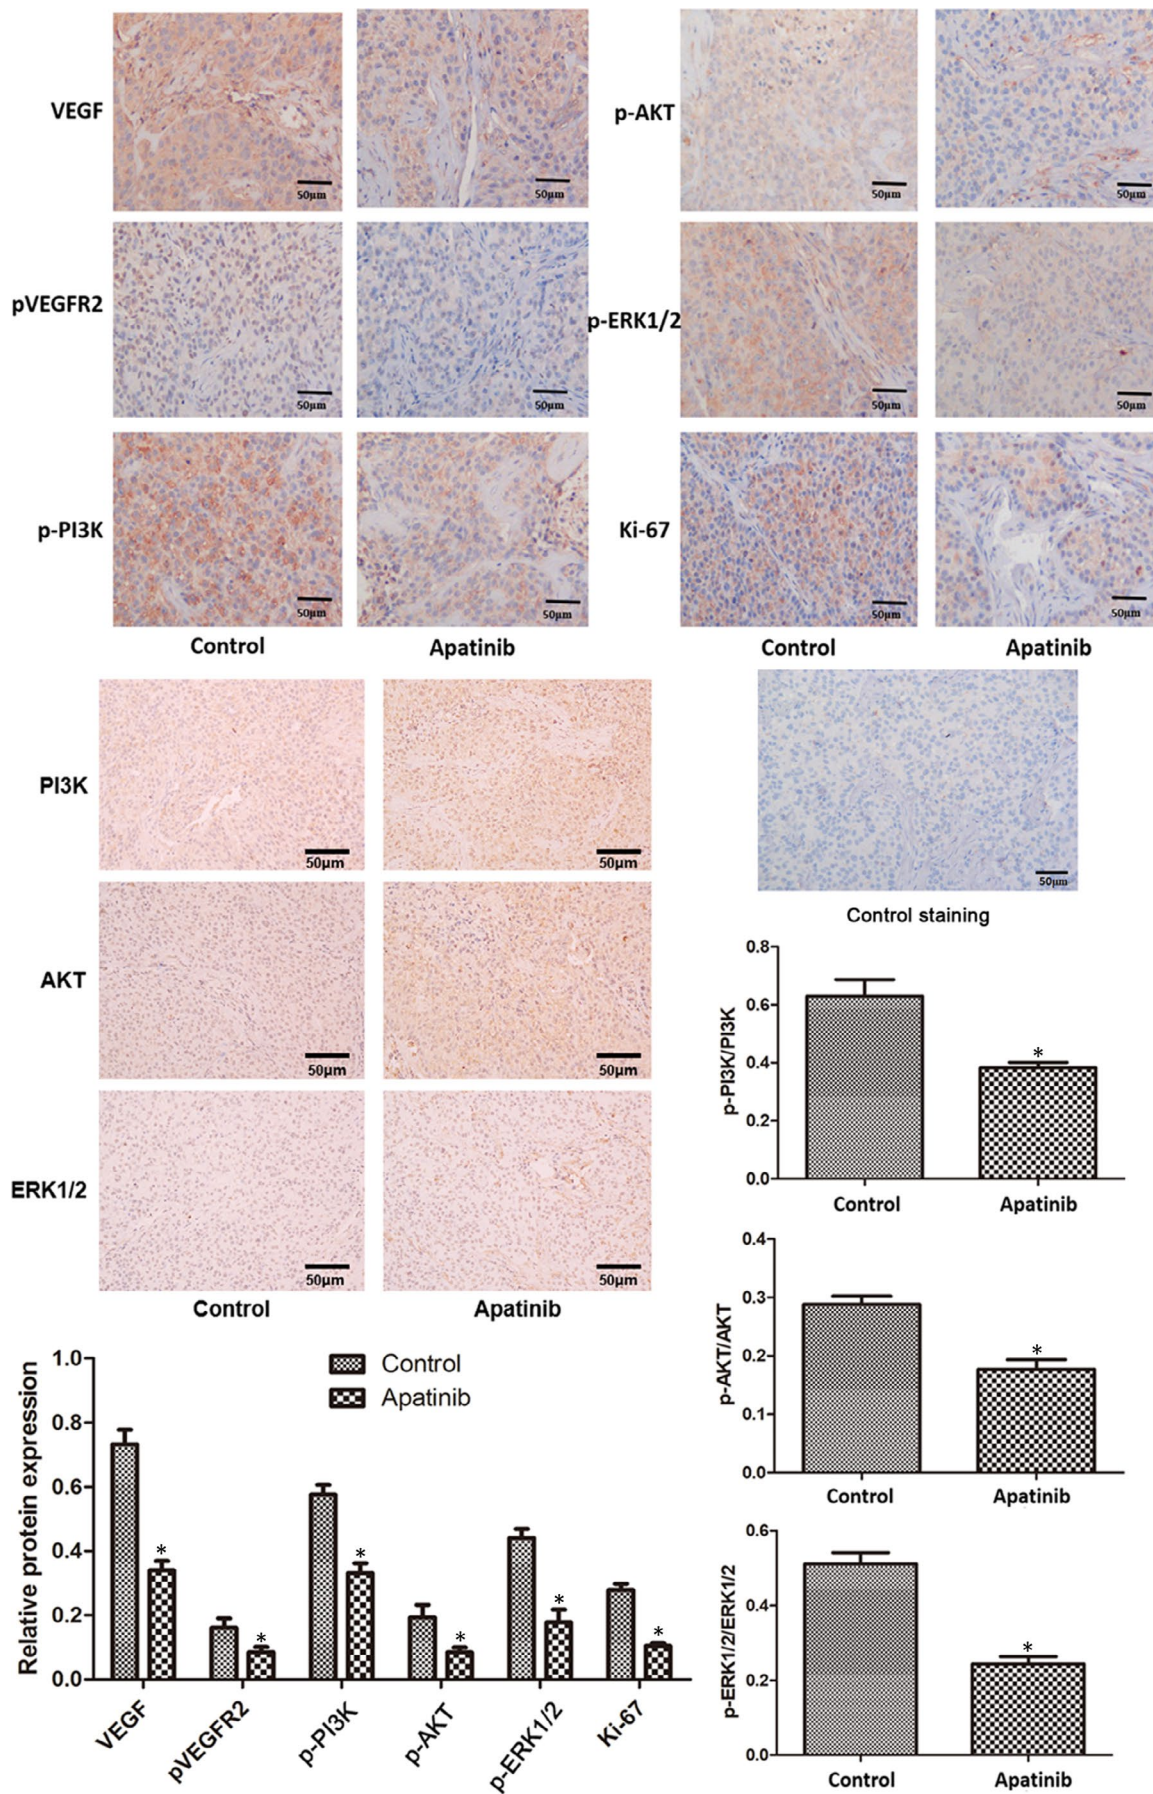 VEGF
50µm
50µm
p-AKT
50µm
50µm
pVEGFR2
50µm
50µm
p-ERK1/2
50µm
50µm
p-PI3K
50µm
50µm
Ki-67
50µm
50µm
Control
Apatinib
Control
Apatinib
PI3K
50µm
50µm
AKT
50µm
50µm
ERK1/2
50µm
50µm
Control
Apatinib
50µm
Control staining
p-PI3K/PI3K
0.8
0.6
0.4
0.2
0.0
*
Control
Apatinib
p-AKT/AKT
0.4
0.3
0.2
0.1
0.0
*
Control
Apatinib
p-ERK1/2/ERK1/2
0.6
0.4
0.2
0.0
*
Control
Apatinib
Relative protein expression
1.0
0.8
0.6
0.4
0.2
0.0
Control
Apatinib
*
*
*
*
*
*
VEGF
pVEGFR2
p-PI3K
p-AKT
p-ERK1/2
Ki-67